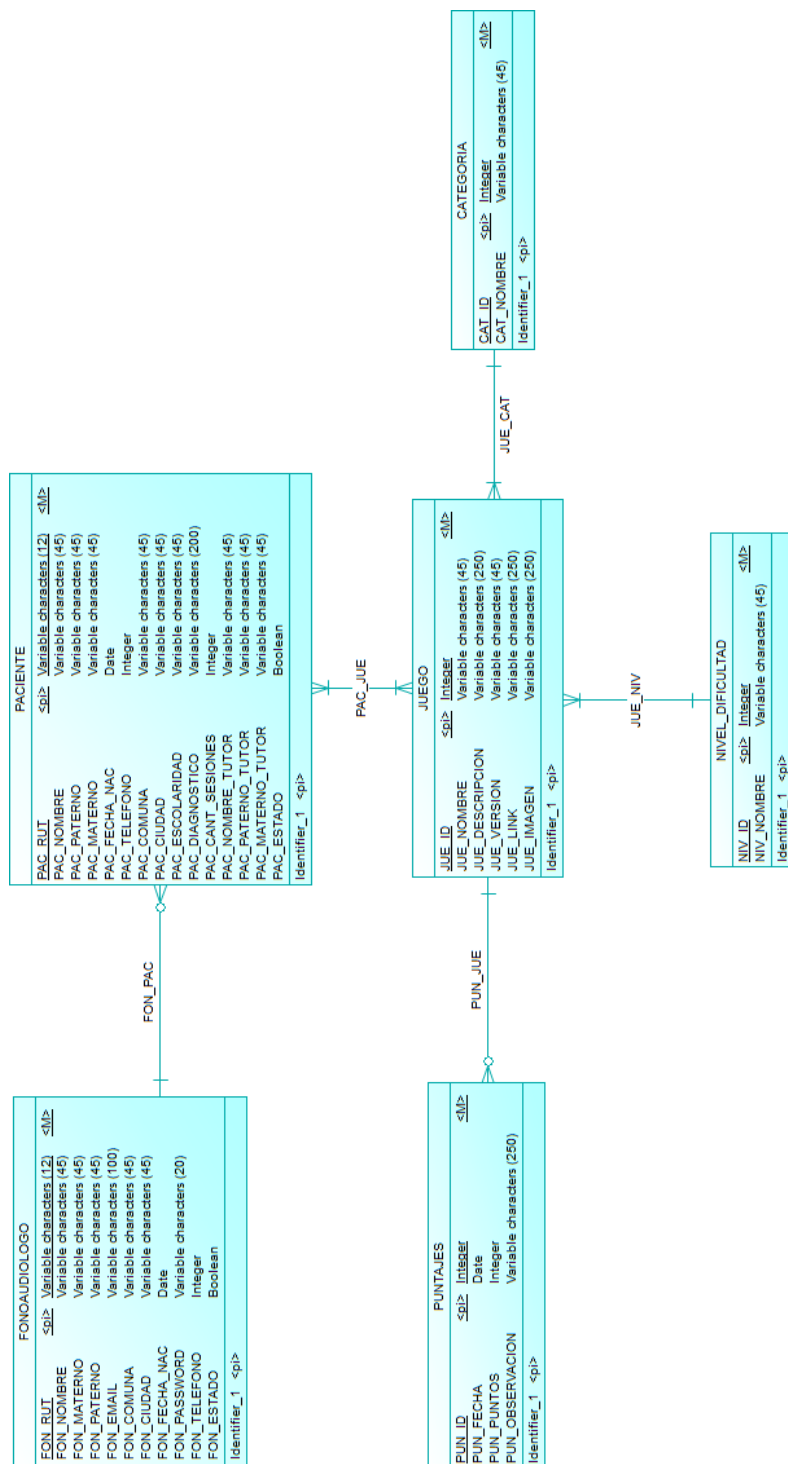 FONOAUDIOLOGO
FON_RUT <pi> Variable characters (12) <M>
FON_NOMBRE Variable characters (45)
FON_MATERNO Variable characters (45)
FON_PATERNO Variable characters (45)
FON_EMAIL Variable characters (100)
FON_COMUNA Variable characters (45)
FON_CIUDAD Variable characters (45)
FON_FECHA_NAC Date
FON_PASSWORD Variable characters (20)
FON_TELEFONO Integer
FON_ESTADO Boolean
Identifier_1 <pi>
FON_PAC
PACIENTE
PAC_RUT <pi> Variable characters (12) <M>
PAC_NOMBRE Variable characters (45)
PAC_PATERNO Variable characters (45)
PAC_MATERNO Variable characters (45)
PAC_FECHA_NAC Date
PAC_TELEFONO Integer
PAC_COMUNA Variable characters (45)
PAC_CIUDAD Variable characters (45)
PAC_ESCOLARIDAD Variable characters (45)
PAC_DIAGNOSTICO Variable characters (200)
PAC_CANT_SESIONES Integer
PAC_NOMBRE_TUTOR Variable characters (45)
PAC_PATERNO_TUTOR Variable characters (45)
PAC_MATERNO_TUTOR Variable characters (45)
PAC_ESTADO Boolean
Identifier_1 <pi>
PAC_JUE
PUNTAJES
PUN_ID <pi> Integer <M>
PUN_FECHA Date
PUN_PUNTOS Integer
PUN_OBSERVACION Variable characters (250)
Identifier_1 <pi>
PUN_JUE
JUEGO
JUE_ID <pi> Integer <M>
JUE_NOMBRE Variable characters (45)
JUE_DESCRIPCION Variable characters (250)
JUE_VERSION Variable characters (45)
JUE_LINK Variable characters (250)
JUE_IMAGEN Variable characters (250)
Identifier_1 <pi>
JUE_CAT
CATEGORIA
CAT_ID <pi> Integer <M>
CAT_NOMBRE Variable characters (45)
Identifier_1 <pi>
JUE_NIV
NIVEL_DIFICULTAD
NIV_ID <pi> Integer <M>
NIV_NOMBRE Variable characters (45)
Identifier_1 <pi>